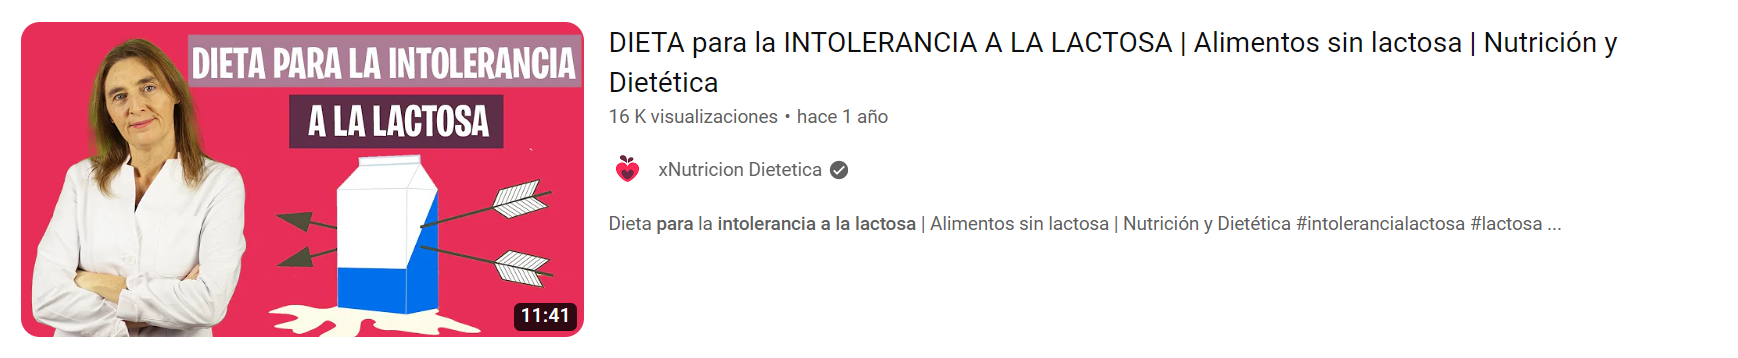 DIETA PARA LA INTOLERANCIA
A LA LACTOSA
11:41
DIETA para la INTOLERANCIA A LA LACTOSA | Alimentos sin lactosa | Nutrición y
Dietética
16 K visualizaciones • hace 1 año
xNutricion Dietetica
Dieta para la intolerancia a la lactosa | Alimentos sin lactosa | Nutrición y Dietética #intolerancialactosa #lactosa ...